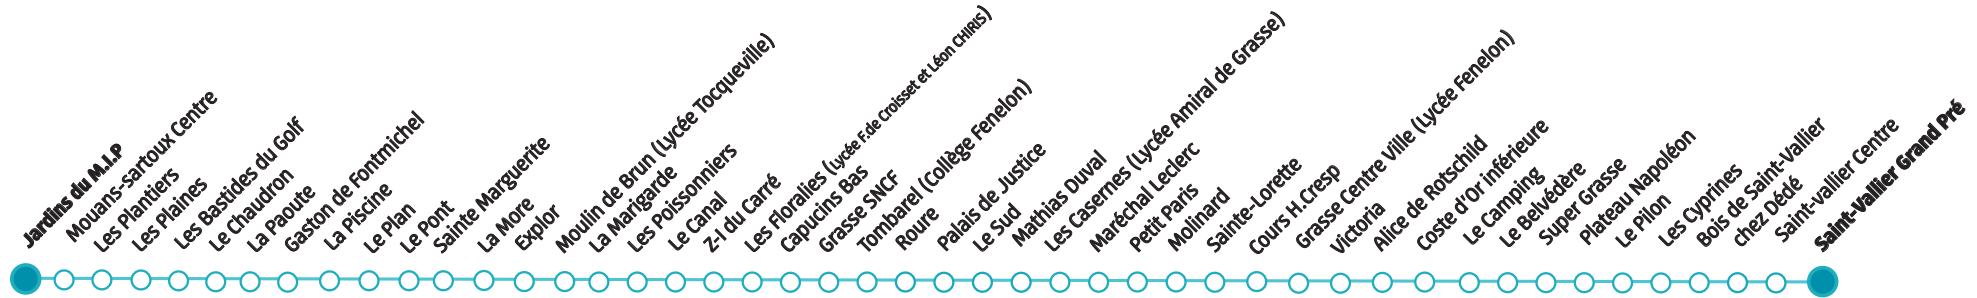 Jardins du M.I.P
Mouans-sartoux Centre
Les Plantiers
Les Plaines
Les Bastides du Golf
Le Chaudron
La Paoute
Gaston de Fontmichel
La Piscine
Le Plan
Le Pont
Sainte Marguerite
La More
Explor
Moulin de Brun (Lycée Tocqueville)
La Marigarde
Les Poissonniers
Le Canal
Z-I du Carré
Les Floralies (Lycée F.de Croisset et Léon CHIRIS)
Capucins Bas
Grasse SNCF
Tombarel (Collège Fenelon)
Roure
Palais de Justice
Le Sud
Mathias Duval
Les Casernes (Lycée Amiral de Grasse)
Maréchal Leclerc
Petit Paris
Molinard
Sainte-Lorette
Cours H.Cresp
Grasse Centre Ville (Lycée Fenelon)
Victoria
Alice de Rotschild
Coste d'or inférieure
Le Camping
Le Belvédère
Super Grasse
Plateau Napoléon
Le Pilon
Les Cyprines
Bois de Saint-Vallier
chez Dédé
Saint-vallier Centre
Saint-Vallier Grand Pré